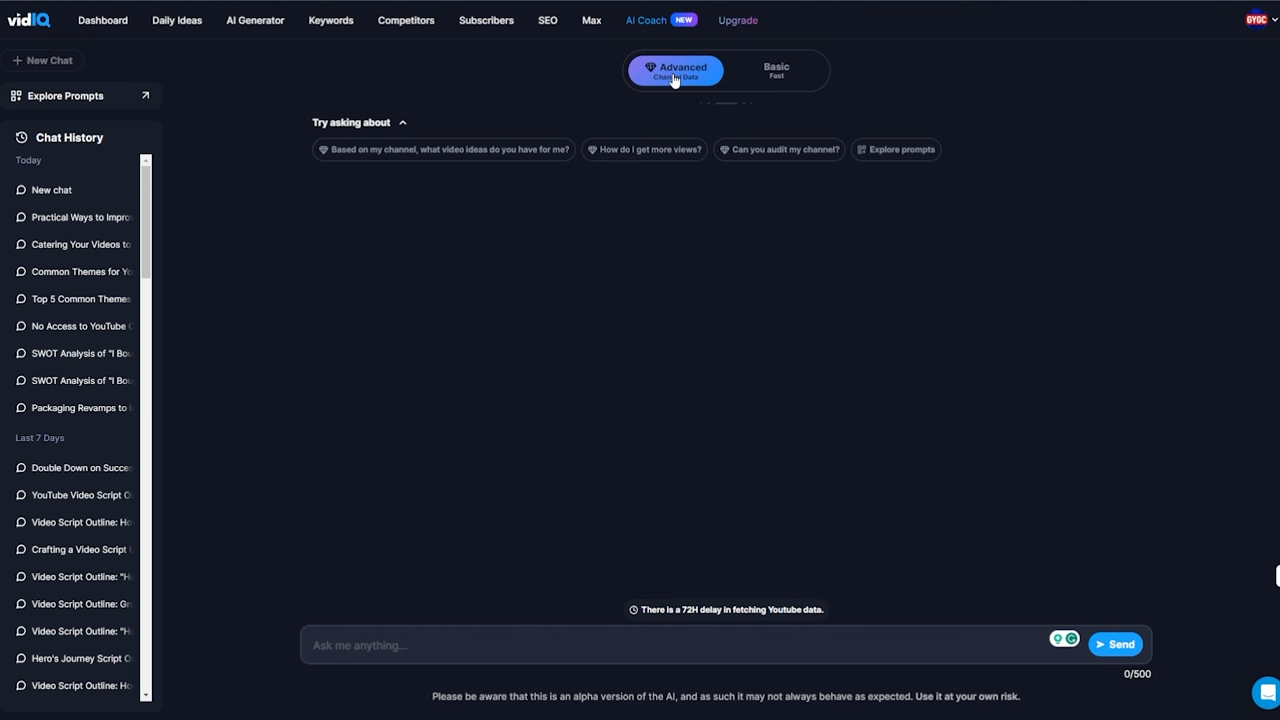 vidIQ Dashboard Daily Ideas AI Generator Keywords Competitors Subscribers SEO Max AI Coach NEW Upgrade GYGC
+ New Chat
Explore Prompts
Chat History
Today
New chat
Practical Ways to Impro
Catering Your Videos to
Common Themes for Yo
Top 5 Common Themes
No Access to YouTube
SWOT Analysis of "I Bou
SWOT Analysis of "I Bou
Packaging Revamps to
Last 7 Days
Double Down on Succe
YouTube Video Script O
Video Script Outline: Ho
Crafting a Video Script
Video Script Outline: "H
Video Script Outline: Gr
Video Script Outline: "H
Hero's Journey Script O
Video Script Outline: Ho
Advanced
Channel Data
Basic
Fast
Try asking about
Based on my channel, what video ideas do you have for me? How do I get more views? Can you audit my channel? Explore prompts
There is a 72H delay in fetching Youtube data.
Ask me anything...
Send
0/500
Please be aware that this is an alpha version of the AI, and as such it may not always behave as expected. Use it at your own risk.